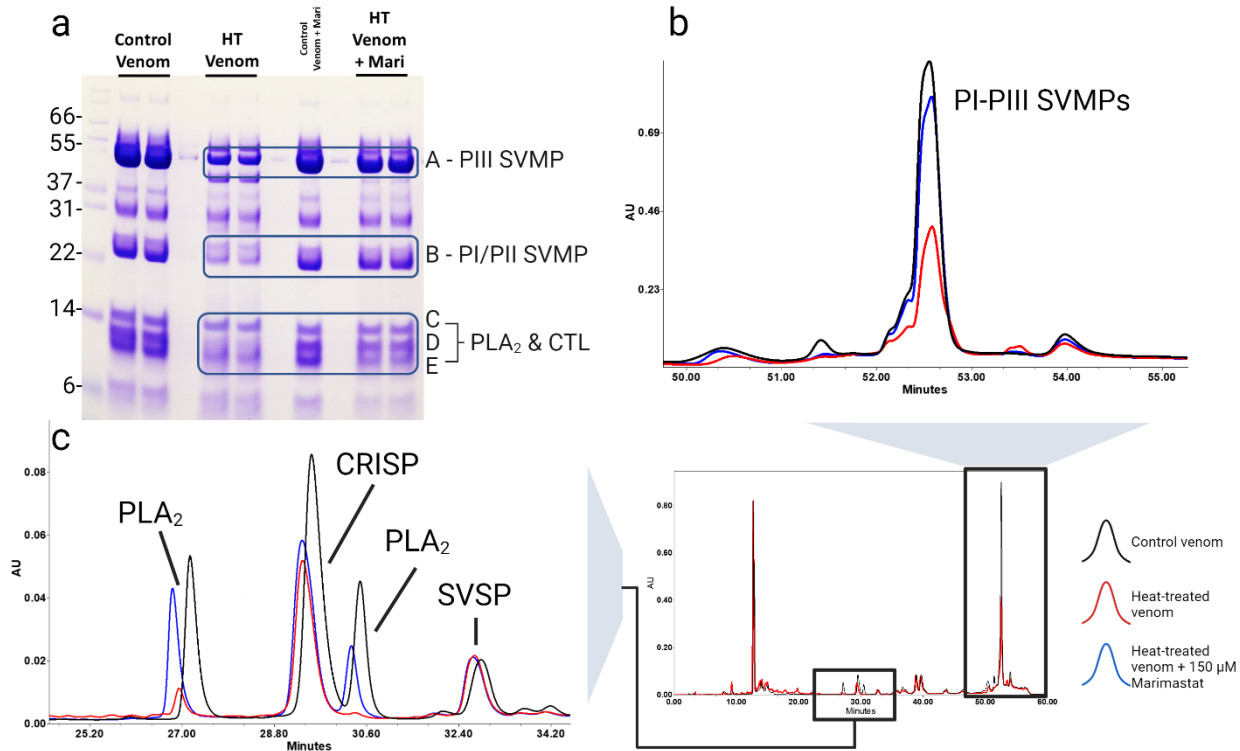 a
Control
Venom
HT
Venom
Control
Venom + Mari
HT
Venom
+ Mari
66-
55-
37-
31-
22-
14-
6-
A - PIII SVMP
B - PI/PII SVMP
C
D
E
PLA₂ & CTL
b
PI-PIII SVMPs
AU
0.69
0.46
0.23
50.00 51.00 52.00 53.00 54.00 55.00
Minutes
c
PLA₂
CRISP
PLA₂
SVSP
AU
0.08
0.06
0.04
0.02
0.00
25.20 27.00 28.80 30.60 32.40 34.20
Minutes
AU
0.80
0.60
0.40
0.20
0.00
0.00 10.00 20.00 30.00 40.00 50.00 60.00
Minutes
Control venom
Heat-treated
venom
Heat-treated
venom + 150 µM
Marimastat